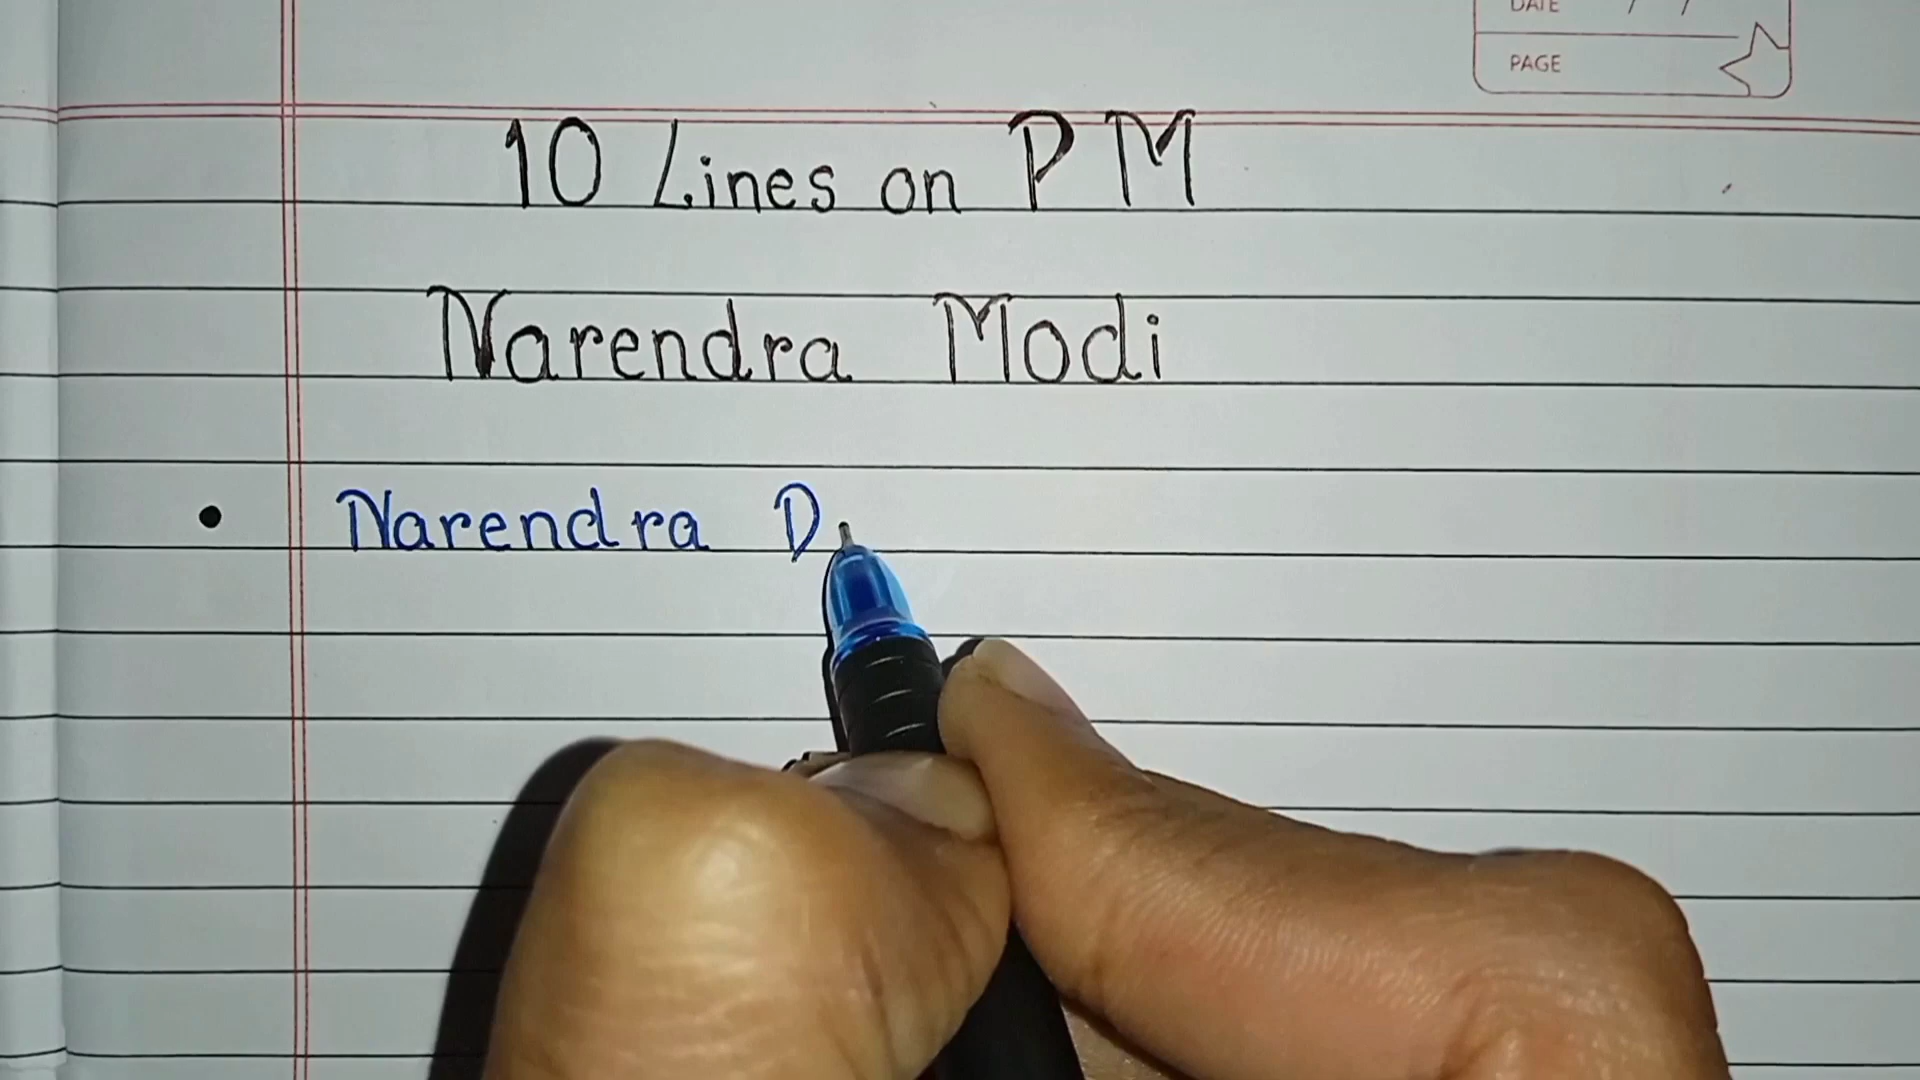 DATE / /
PAGE
10 Lines on PM
Narendra Modi
• Narendra D